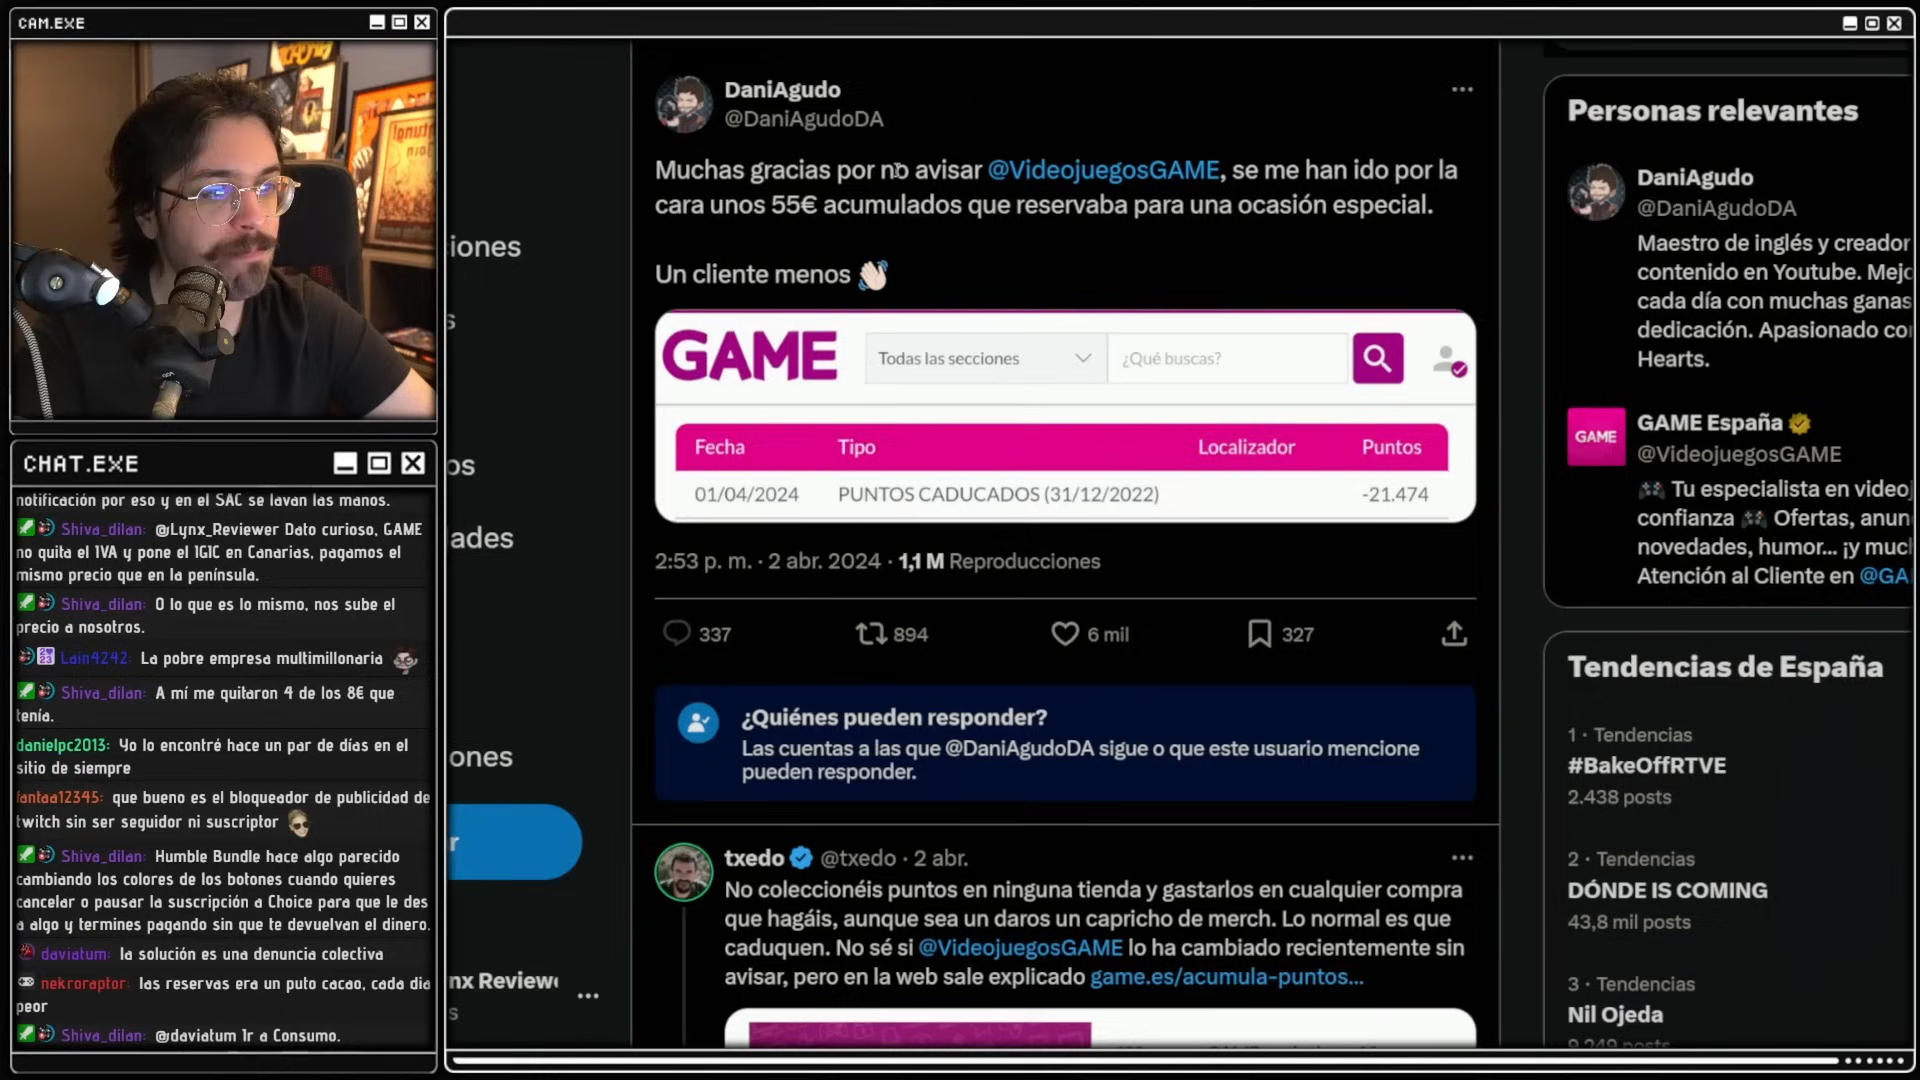 CAM.EXE
CHAT.EXE
notificación por eso y en el SAC se lavan las manos.
Shiva_dilan: @Lynx_Reviewer Dato curioso, GAME
no quita el IVA y pone el IGIC en Canarias, pagamos el
mismo precio que en la península.
Shiva_dilan: O lo que es lo mismo, nos sube el
precio a nosotros.
Lain4242: La pobre empresa multimillonaria
Shiva_dilan: A mí me quitaron 4 de los 8€ que
tenía.
danielpc2013: Yo lo encontré hace un par de días en el
sitio de siempre
fantaa12345: que bueno es el bloqueador de publicidad de
twitch sin ser seguidor ni suscriptor
Shiva_dilan: Humble Bundle hace algo parecido
cambiando los colores de los botones cuando quieres
cancelar o pausar la suscripción a Choice para que le des
a algo y termines pagando sin que te devuelvan el dinero.
daviatum: la solución es una denuncia colectiva
nekroraptor: las reservas era un puto cacao, cada dia
peor
Shiva_dilan: @daviatum Ir a Consumo.
iones
s
os
ades
ones
r
nx Reviewe
s
DaniAgudo
@DaniAgudoDA
Muchas gracias por no avisar @VideojuegosGAME, se me han ido por la
cara unos 55€ acumulados que reservaba para una ocasión especial.
Un cliente menos
GAME
Todas las secciones
¿Qué buscas?
Fecha Tipo Localizador Puntos
01/04/2024 PUNTOS CADUCADOS (31/12/2022) -21.474
2:53 p. m. · 2 abr. 2024 · 1,1 M Reproducciones
337 894 6 mil 327
¿Quiénes pueden responder?
Las cuentas a las que @DaniAgudoDA sigue o que este usuario mencione
pueden responder.
txedo @txedo · 2 abr.
No coleccionéis puntos en ninguna tienda y gastarlos en cualquier compra
que hagáis, aunque sea un daros un capricho de merch. Lo normal es que
caduquen. No sé si @VideojuegosGAME lo ha cambiado recientemente sin
avisar, pero en la web sale explicado game.es/acumula-puntos...
Personas relevantes
DaniAgudo
@DaniAgudoDA
Maestro de inglés y creador
contenido en Youtube. Mejo
cada día con muchas ganas
dedicación. Apasionado co
Hearts.
GAME
GAME España
@VideojuegosGAME
Tu especialista en videoj
confianza Ofertas, anun
novedades, humor... ¡y much
Atención al Cliente en @GA
Tendencias de España
1 · Tendencias
#BakeOffRTVE
2.438 posts
2 · Tendencias
DÓNDE IS COMING
43,8 mil posts
3 · Tendencias
Nil Ojeda
9.249 posts